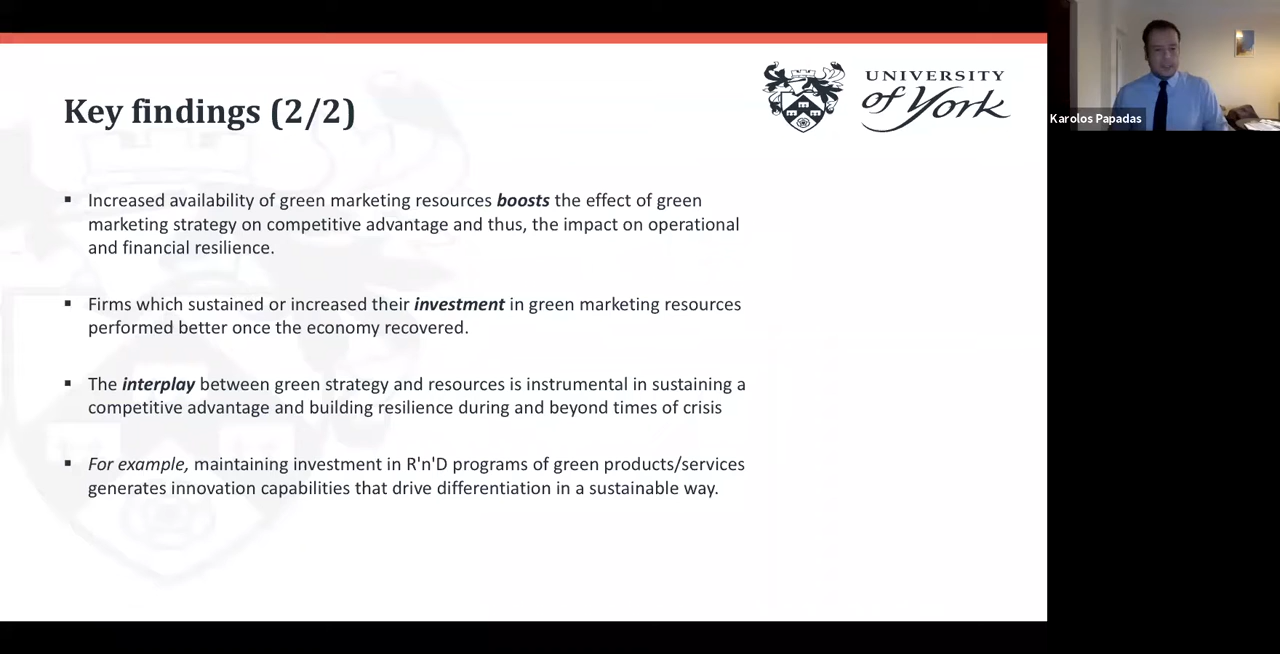 Key findings (2/2)
UNIVERSITY
of York
Karolos Papadas
▪ Increased availability of green marketing resources boosts the effect of green
marketing strategy on competitive advantage and thus, the impact on operational
and financial resilience.
▪ Firms which sustained or increased their investment in green marketing resources
performed better once the economy recovered.
▪ The interplay between green strategy and resources is instrumental in sustaining a
competitive advantage and building resilience during and beyond times of crisis
▪ For example, maintaining investment in R'n'D programs of green products/services
generates innovation capabilities that drive differentiation in a sustainable way.